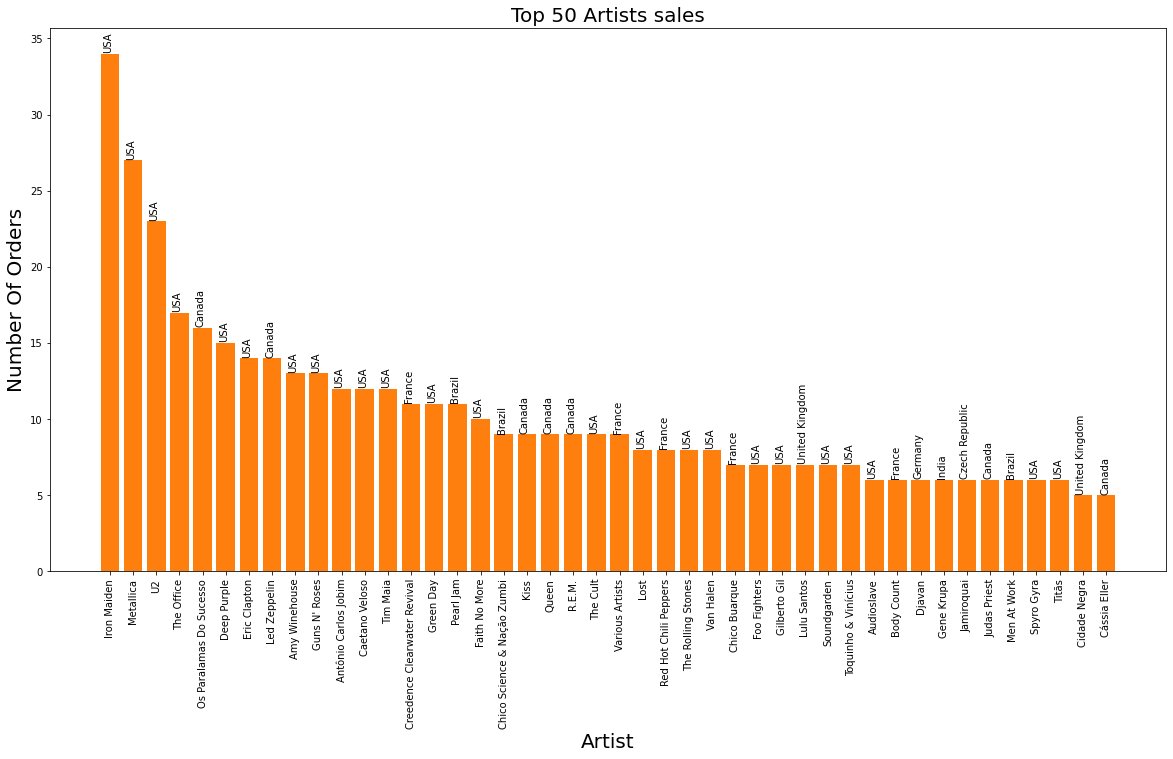 Top 50 Artists sales
Number Of Orders
35
30
25
20
15
10
5
0
USA
USA
USA
USA
Canada
USA
USA
Canada
USA
USA
USA
USA
USA
France
USA
Brazil
USA
Brazil
Canada
Canada
Canada
USA
France
USA
France
USA
USA
France
USA
USA
United Kingdom
USA
USA
USA
France
Germany
India
Czech Republic
Canada
Brazil
USA
USA
United Kingdom
Canada
Iron Maiden
Metallica
U2
The Office
Os Paralamas Do Sucesso
Deep Purple
Eric Clapton
Led Zeppelin
Amy Winehouse
Guns N' Roses
Antônio Carlos Jobim
Caetano Veloso
Tim Maia
Creedence Clearwater Revival
Green Day
Pearl Jam
Faith No More
Chico Science & Nação Zumbi
Kiss
Queen
R.E.M.
The Cult
Various Artists
Lost
Red Hot Chili Peppers
The Rolling Stones
Van Halen
Chico Buarque
Foo Fighters
Gilberto Gil
Lulu Santos
Soundgarden
Toquinho & Vinícius
Audioslave
Body Count
Djavan
Gene Krupa
Jamiroquai
Judas Priest
Men At Work
Spyro Gyra
Titãs
Cidade Negra
Cássia Eller
Artist